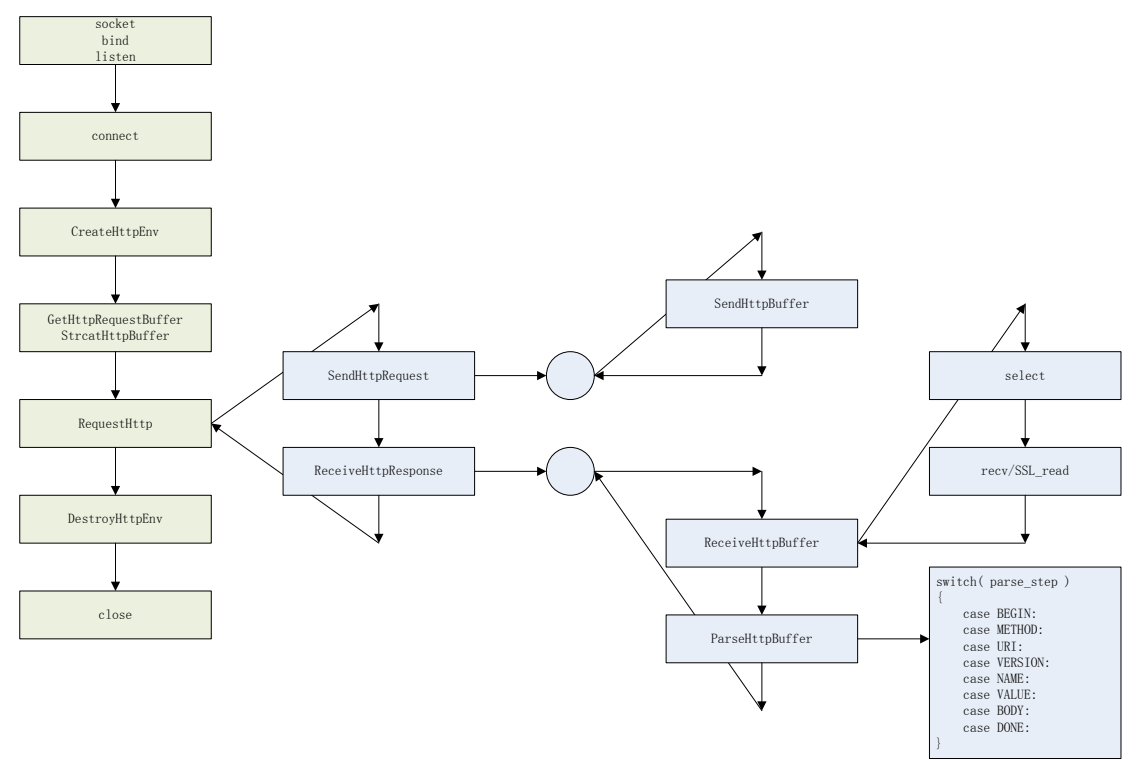 socket
bind
listen
connect
CreateHttpEnv
GetHttpRequestBuffer
StrcatHttpBuffer
RequestHttp
DestroyHttpEnv
close
SendHttpRequest
ReceiveHttpResponse
SendHttpBuffer
ReceiveHttpBuffer
ParseHttpBuffer
select
recv/SSL_read
switch( parse_step )
{
case BEGIN:
case METHOD:
case URI:
case VERSION:
case NAME:
case VALUE:
case BODY:
case DONE:
}